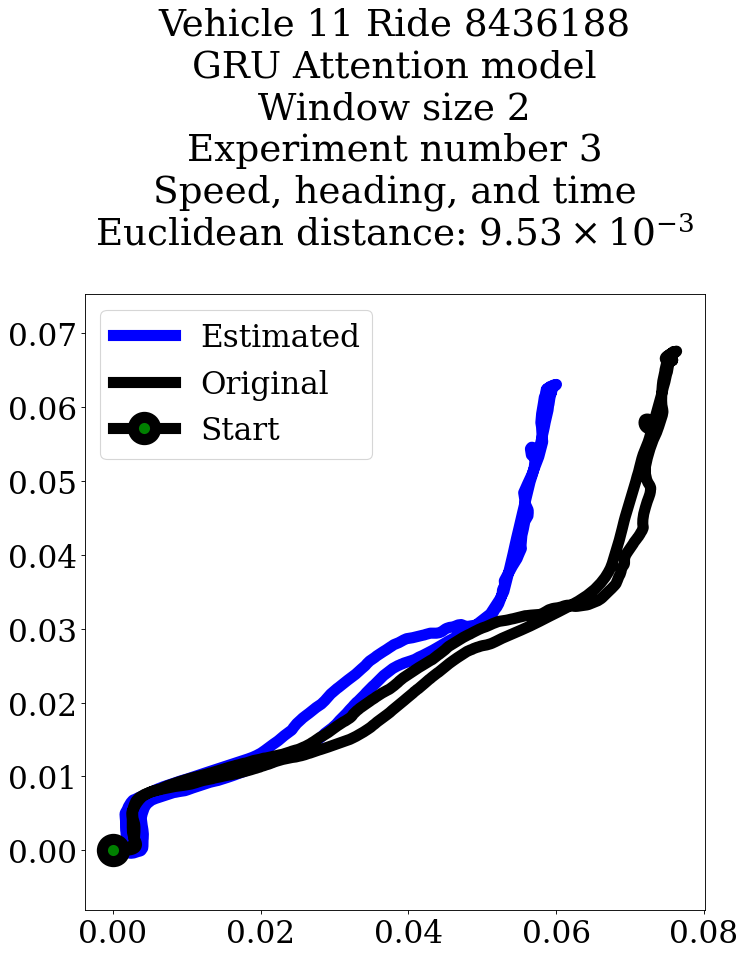 Vehicle 11 Ride 8436188
GRU Attention model
Window size 2
Experiment number 3
Speed, heading, and time
Euclidean distance: 9.53 × 10⁻³
Estimated
Original
Start
0.07
0.06
0.05
0.04
0.03
0.02
0.01
0.00
0.00 0.02 0.04 0.06 0.08